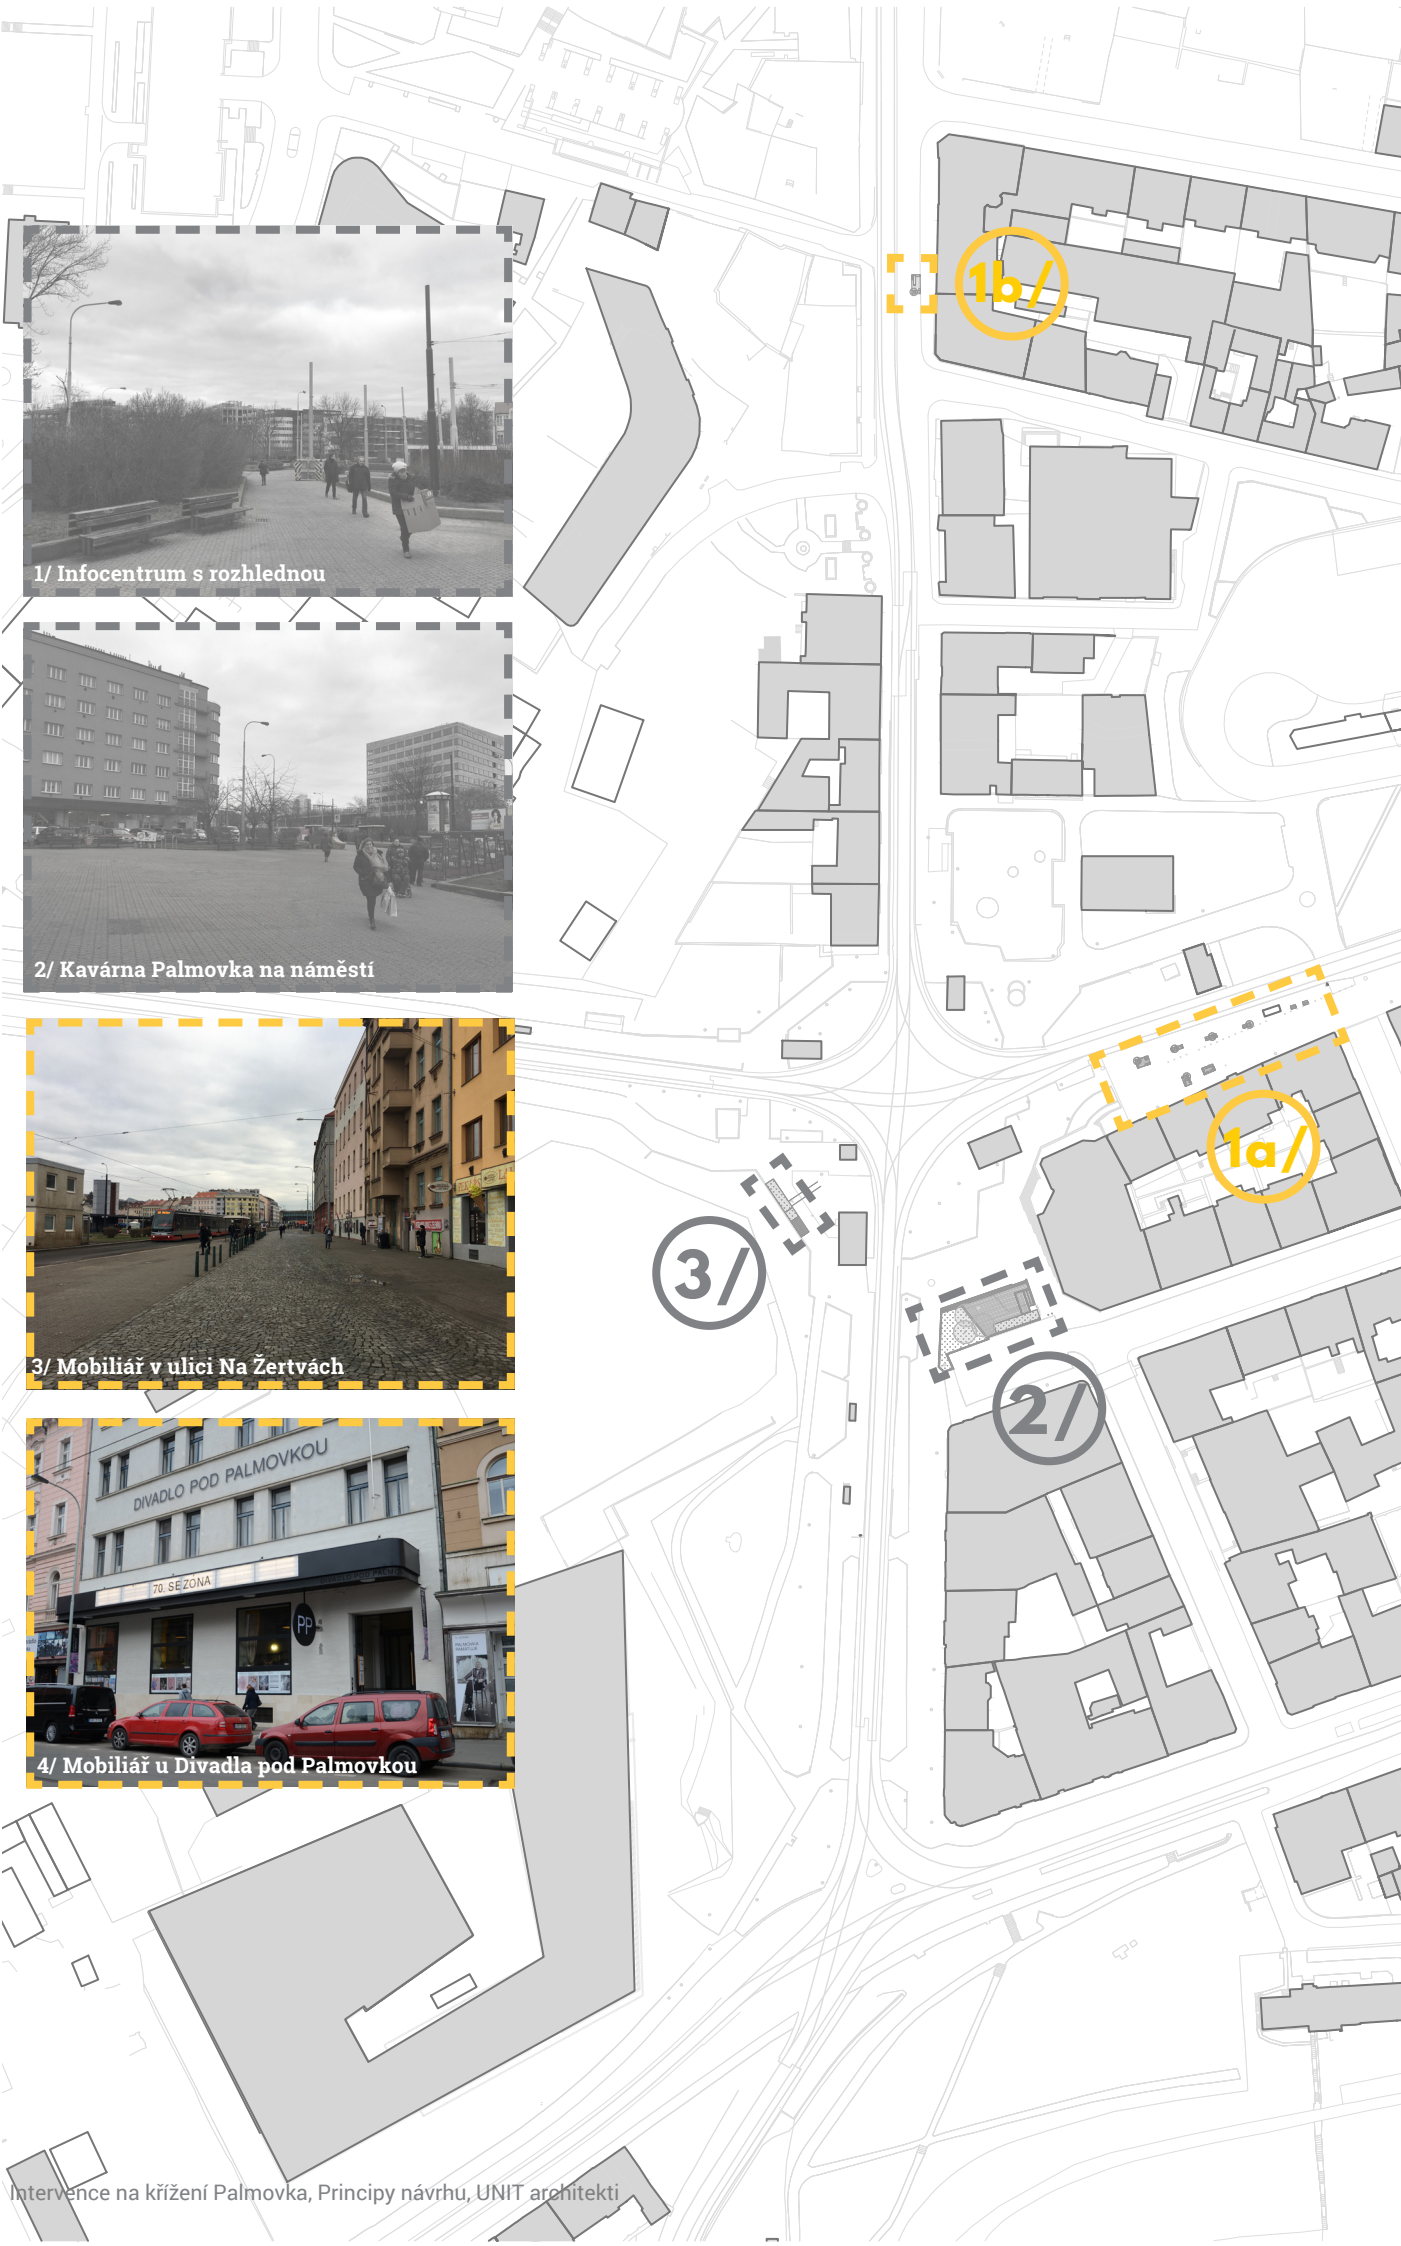 1b/
1/ Infocentrum s rozhlednou
2/ Kavárna Palmovka na náměstí
1a/
3/
3/ Mobiliář v ulici Na Žertvách
2/
DIVADLO POD PALMOVKOU
70. SEZONA
PP
4/ Mobiliář u Divadla pod Palmovkou
Intervence na křížení Palmovka, Principy návrhu, UNIT architekti